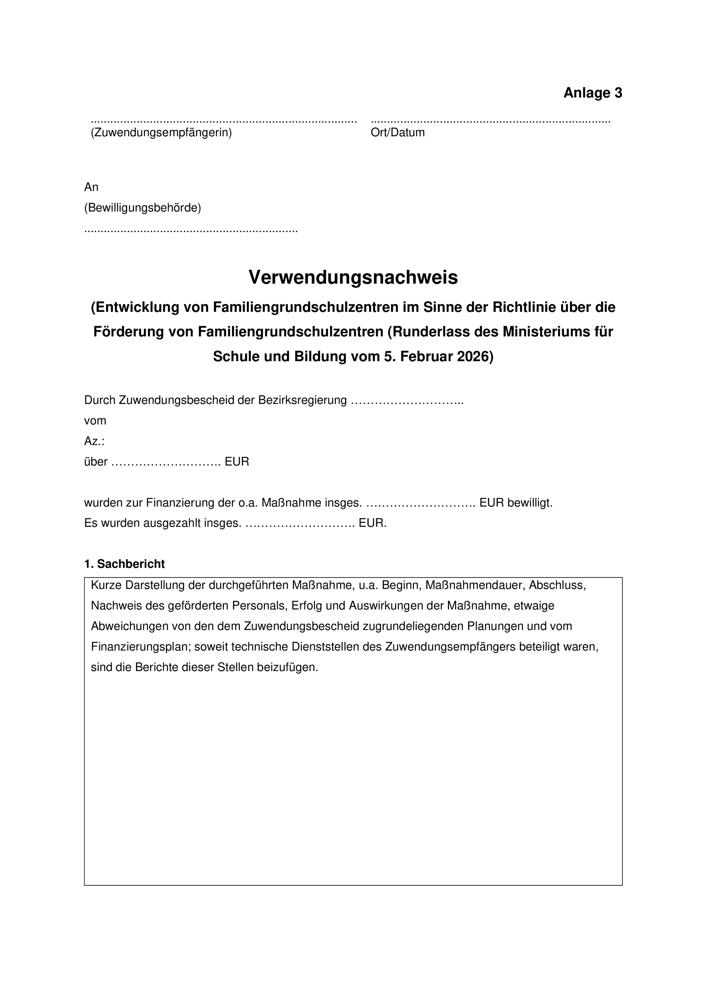 Anlage 3
................................................................................. .........................................................................
(Zuwendungsempfängerin) Ort/Datum
An
(Bewilligungsbehörde)
.................................................................
Verwendungsnachweis
(Entwicklung von Familiengrundschulzentren im Sinne der Richtlinie über die
Förderung von Familiengrundschulzentren (Runderlass des Ministeriums für
Schule und Bildung vom 5. Februar 2026)
Durch Zuwendungsbescheid der Bezirksregierung ………………………..
vom
Az.:
über ………………………. EUR
wurden zur Finanzierung der o.a. Maßnahme insges. ………………………. EUR bewilligt.
Es wurden ausgezahlt insges. ………………………. EUR.
1. Sachbericht
Kurze Darstellung der durchgeführten Maßnahme, u.a. Beginn, Maßnahmendauer, Abschluss,
Nachweis des geförderten Personals, Erfolg und Auswirkungen der Maßnahme, etwaige
Abweichungen von den dem Zuwendungsbescheid zugrundeliegenden Planungen und vom
Finanzierungsplan; soweit technische Dienststellen des Zuwendungsempfängers beteiligt waren,
sind die Berichte dieser Stellen beizufügen.